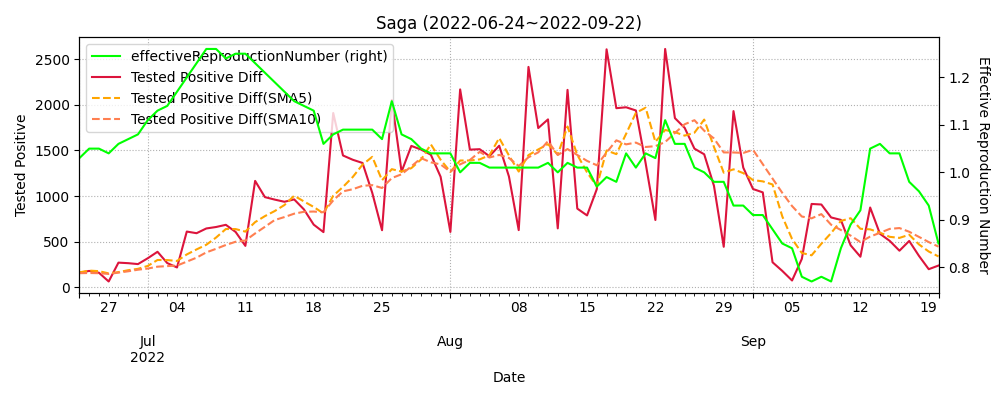 Saga (2022-06-24~2022-09-22)
effectiveReproductionNumber (right)
Tested Positive Diff
Tested Positive Diff(SMA5)
Tested Positive Diff(SMA10)
Tested Positive
2500
2000
1500
1000
500
0
1.2
1.1
1.0
0.9
0.8
Effective Reproduction Number
27 04 11 18 25 08 15 22 29 05 12 19
Jul Aug Sep
2022
Date